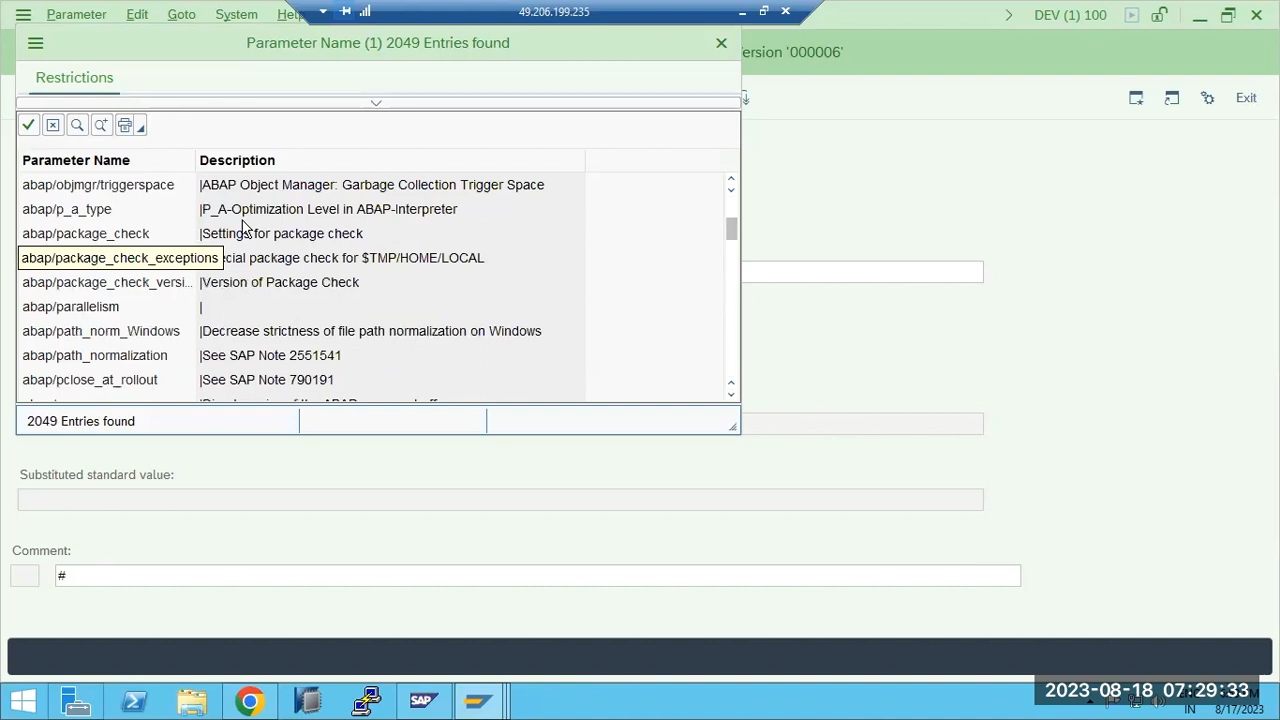 Menu Parameter Edit Goto System Help
49.206.199.235
DEV (1) 100
Parameter Name (1) 2049 Entries found
ersion '000006'
Restrictions
Exit
Parameter Name Description
abap/objmgr/triggerspace |ABAP Object Manager: Garbage Collection Trigger Space
abap/p_a_type |P_A-Optimization Level in ABAP-Interpreter
abap/package_check |Settings for package check
abap/package_check_exceptions ecial package check for $TMP/HOME/LOCAL
abap/package_check_versi... |Version of Package Check
abap/parallelism |
abap/path_norm_Windows |Decrease strictness of file path normalization on Windows
abap/path_normalization |See SAP Note 2551541
abap/pclose_at_rollout |See SAP Note 790191
2049 Entries found
Substituted standard value:
Comment:
#
SAP
2023-08-18 07:29:33
IN 8/17/2023